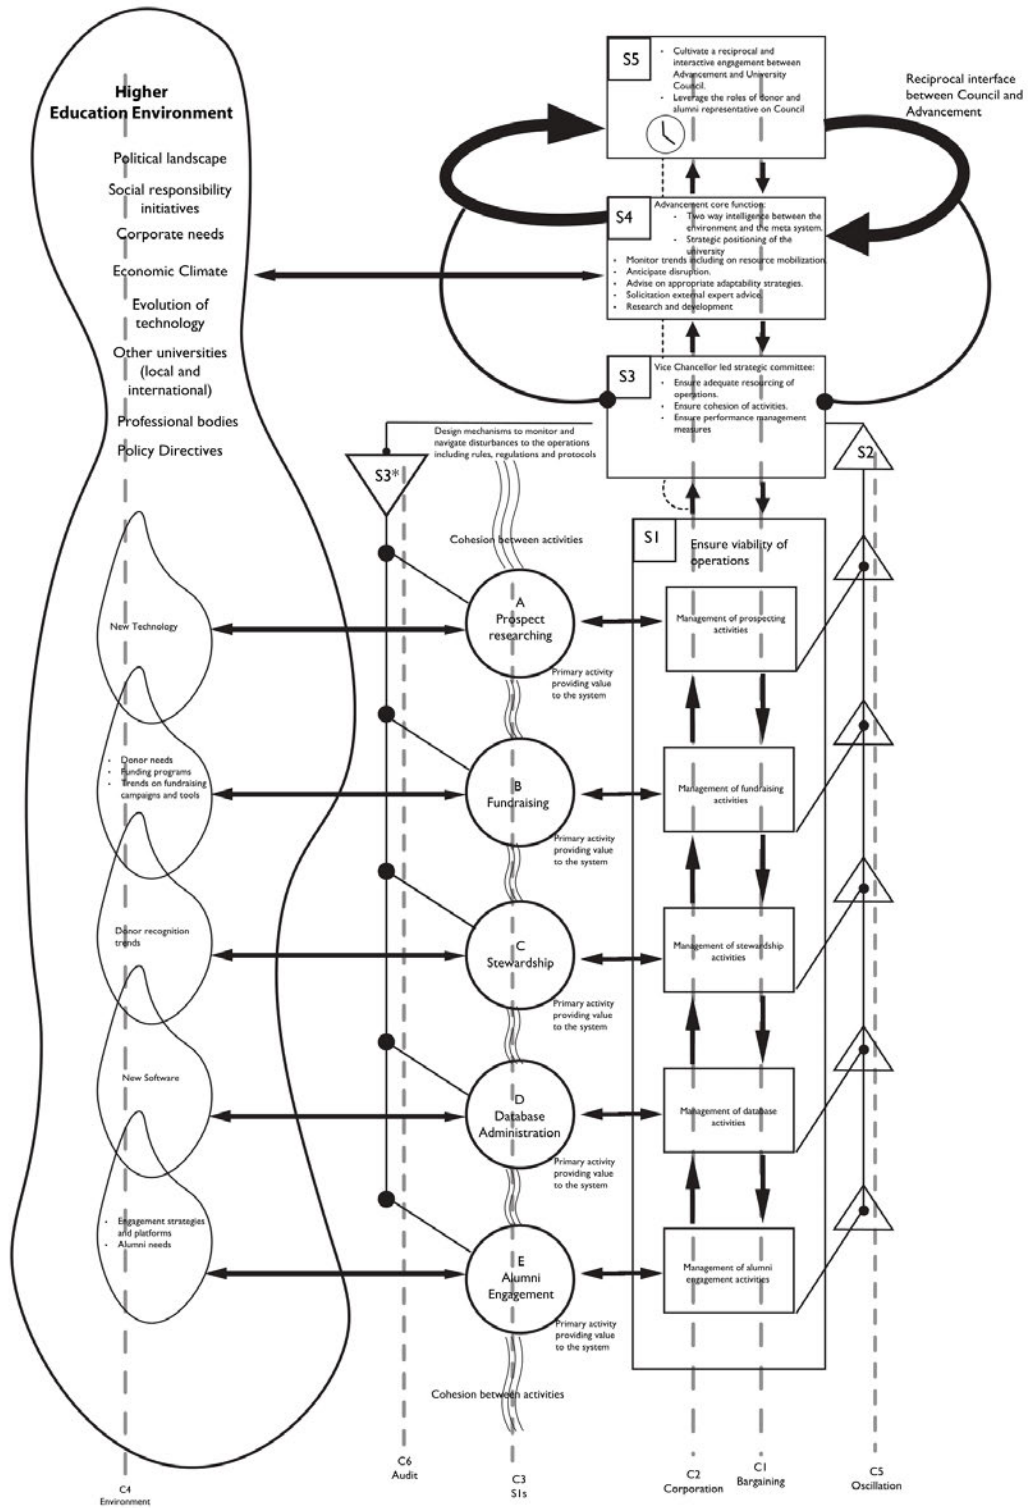 Higher
Education Environment
Political landscape
Social responsibility
initiatives
Corporate needs
Economic Climate
Evolution of
technology
Other universities
(local and
international)
Professional bodies
Policy Directives
New Technology
• Donor needs
• Funding programs
• Trends on fundraising
campaigns and tools
Donor recognition
trends
New Software
• Engagement strategies
and platforms
• Alumni needs
C4
Environment
S5
• Cultivate a reciprocal and
interactive engagement between
Advancement and University
Council.
• Leverage the roles of donor and
alumni representative on Council
Reciprocal interface
between Council and
Advancement
S4
Advancement core function:
• Two way intelligence between the
environment and the meta system.
• Strategic positioning of the
university
• Monitor trends including on resource mobilization.
• Anticipate disruption.
• Advise on appropriate adaptability strategies.
• Solicitation external expert advice.
• Research and development
S3
Vice Chancellor led strategic committee:
• Ensure adequate resourcing of
operations.
• Ensure cohesion of activities.
• Ensure performance management
measures
Design mechanisms to monitor and
navigate disturbances to the operations
including rules, regulations and protocols
S3*
S2
Cohesion between activities
S1
Ensure viability of
operations
A
Prospect
researching
Primary activity
providing value
to the system
Management of prospecting
activities
B
Fundraising
Primary activity
providing value
to the system
Management of fundraising
activities
C
Stewardship
Primary activity
providing value
to the system
Management of stewardship
activities
D
Database
Administration
Primary activity
providing value
to the system
Management of database
activities
E
Alumni
Engagement
Primary activity
providing value
to the system
Management of alumni
engagement activities
Cohesion between activities
C6
Audit
C3
S1s
C2
Corporation
C1
Bargaining
C5
Oscillation